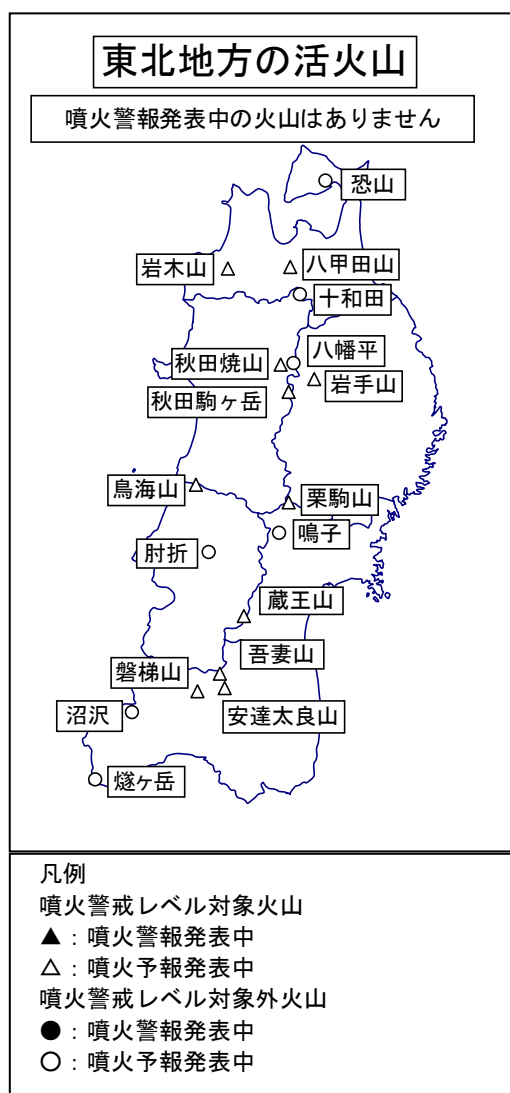 東北地方の活火山
噴火警報発表中の火山はありません
恐山
岩木山
八甲田山
十和田
八幡平
秋田焼山
岩手山
秋田駒ヶ岳
鳥海山
栗駒山
鳴子
肘折
蔵王山
吾妻山
磐梯山
沼沢
安達太良山
燧ヶ岳
凡例
噴火警戒レベル対象火山
▲：噴火警報発表中
△：噴火予報発表中
噴火警戒レベル対象外火山
●：噴火警報発表中
○：噴火予報発表中